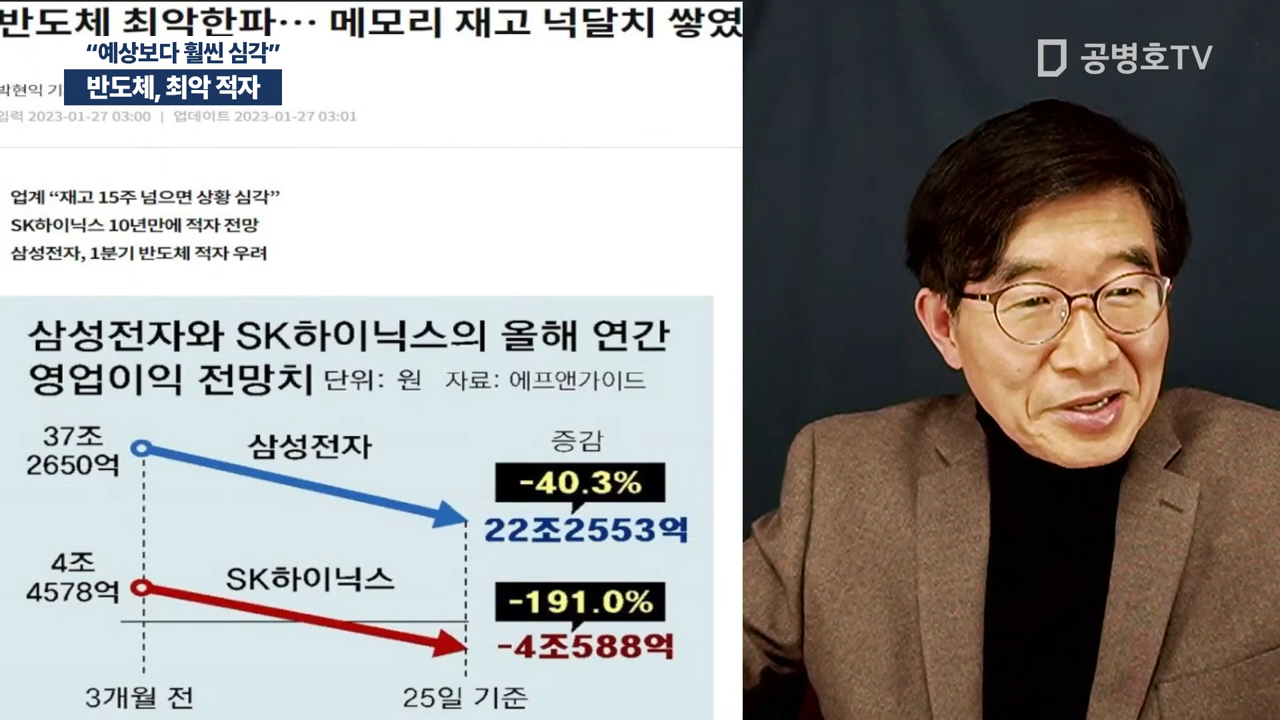 반도체 최악한파… 메모리 재고 넉달치 쌓였
“예상보다 훨씬 심각”
반도체, 최악 적자
박현익 기
입력 2023-01-27 03:00 | 업데이트 2023-01-27 03:01
공병호TV
업계 “재고 15주 넘으면 상황 심각”
SK하이닉스 10년만에 적자 전망
삼성전자, 1분기 반도체 적자 우려
삼성전자와 SK하이닉스의 올해 연간
영업이익 전망치 단위: 원 자료: 에프앤가이드
37조
2650억
삼성전자
증감
-40.3%
22조2553억
4조
4578억
SK하이닉스
-191.0%
-4조588억
3개월 전
25일 기준